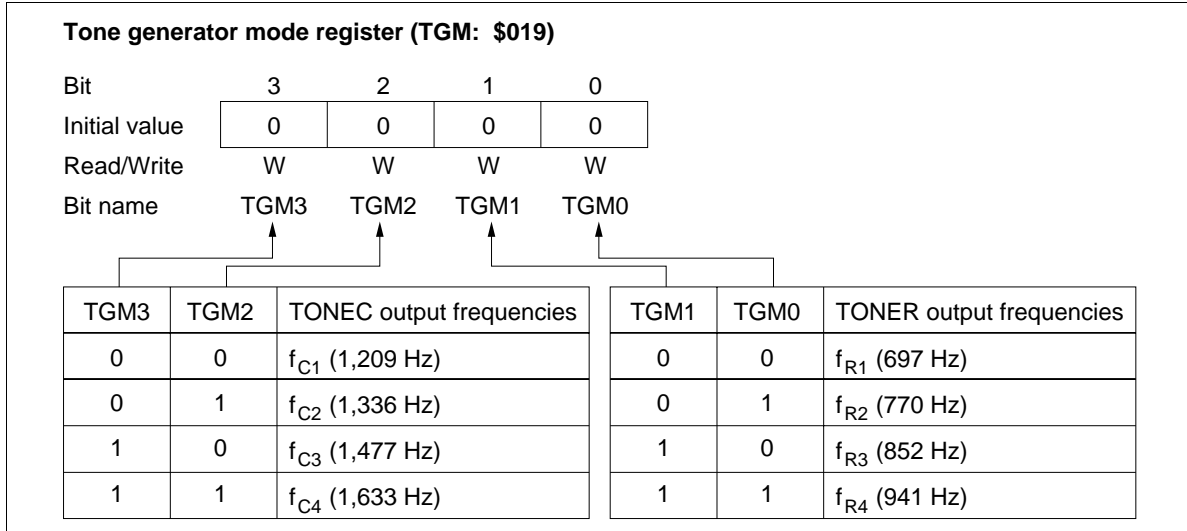 Tone generator mode register (TGM: $019)
Bit 3 2 1 0
Initial value 0 0 0 0
Read/Write W W W W
Bit name TGM3 TGM2 TGM1 TGM0
TGM3 TGM2 TONEC output frequencies
0 0 fC1 (1,209 Hz)
0 1 fC2 (1,336 Hz)
1 0 fC3 (1,477 Hz)
1 1 fC4 (1,633 Hz)
TGM1 TGM0 TONER output frequencies
0 0 fR1 (697 Hz)
0 1 fR2 (770 Hz)
1 0 fR3 (852 Hz)
1 1 fR4 (941 Hz)